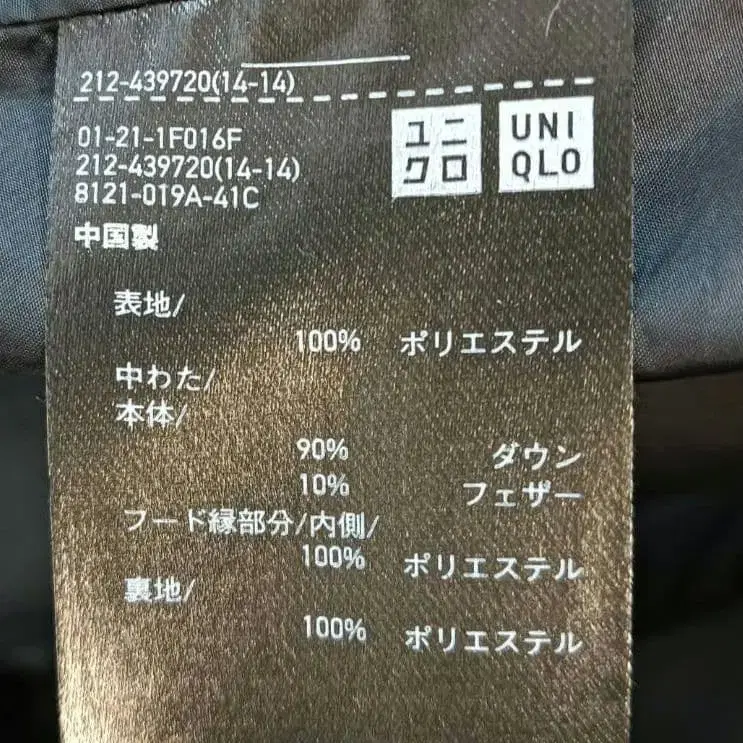 212-439720(14-14)
ユニ
クロ
UNI
QLO
01-21-1F016F
212-439720(14-14)
8121-019A-41C
中国製
表地/
100% ポリエステル
中わた/
本体/
90% ダウン
10% フェザー
フード縁部分/内側/
100% ポリエステル
裏地/
100% ポリエステル